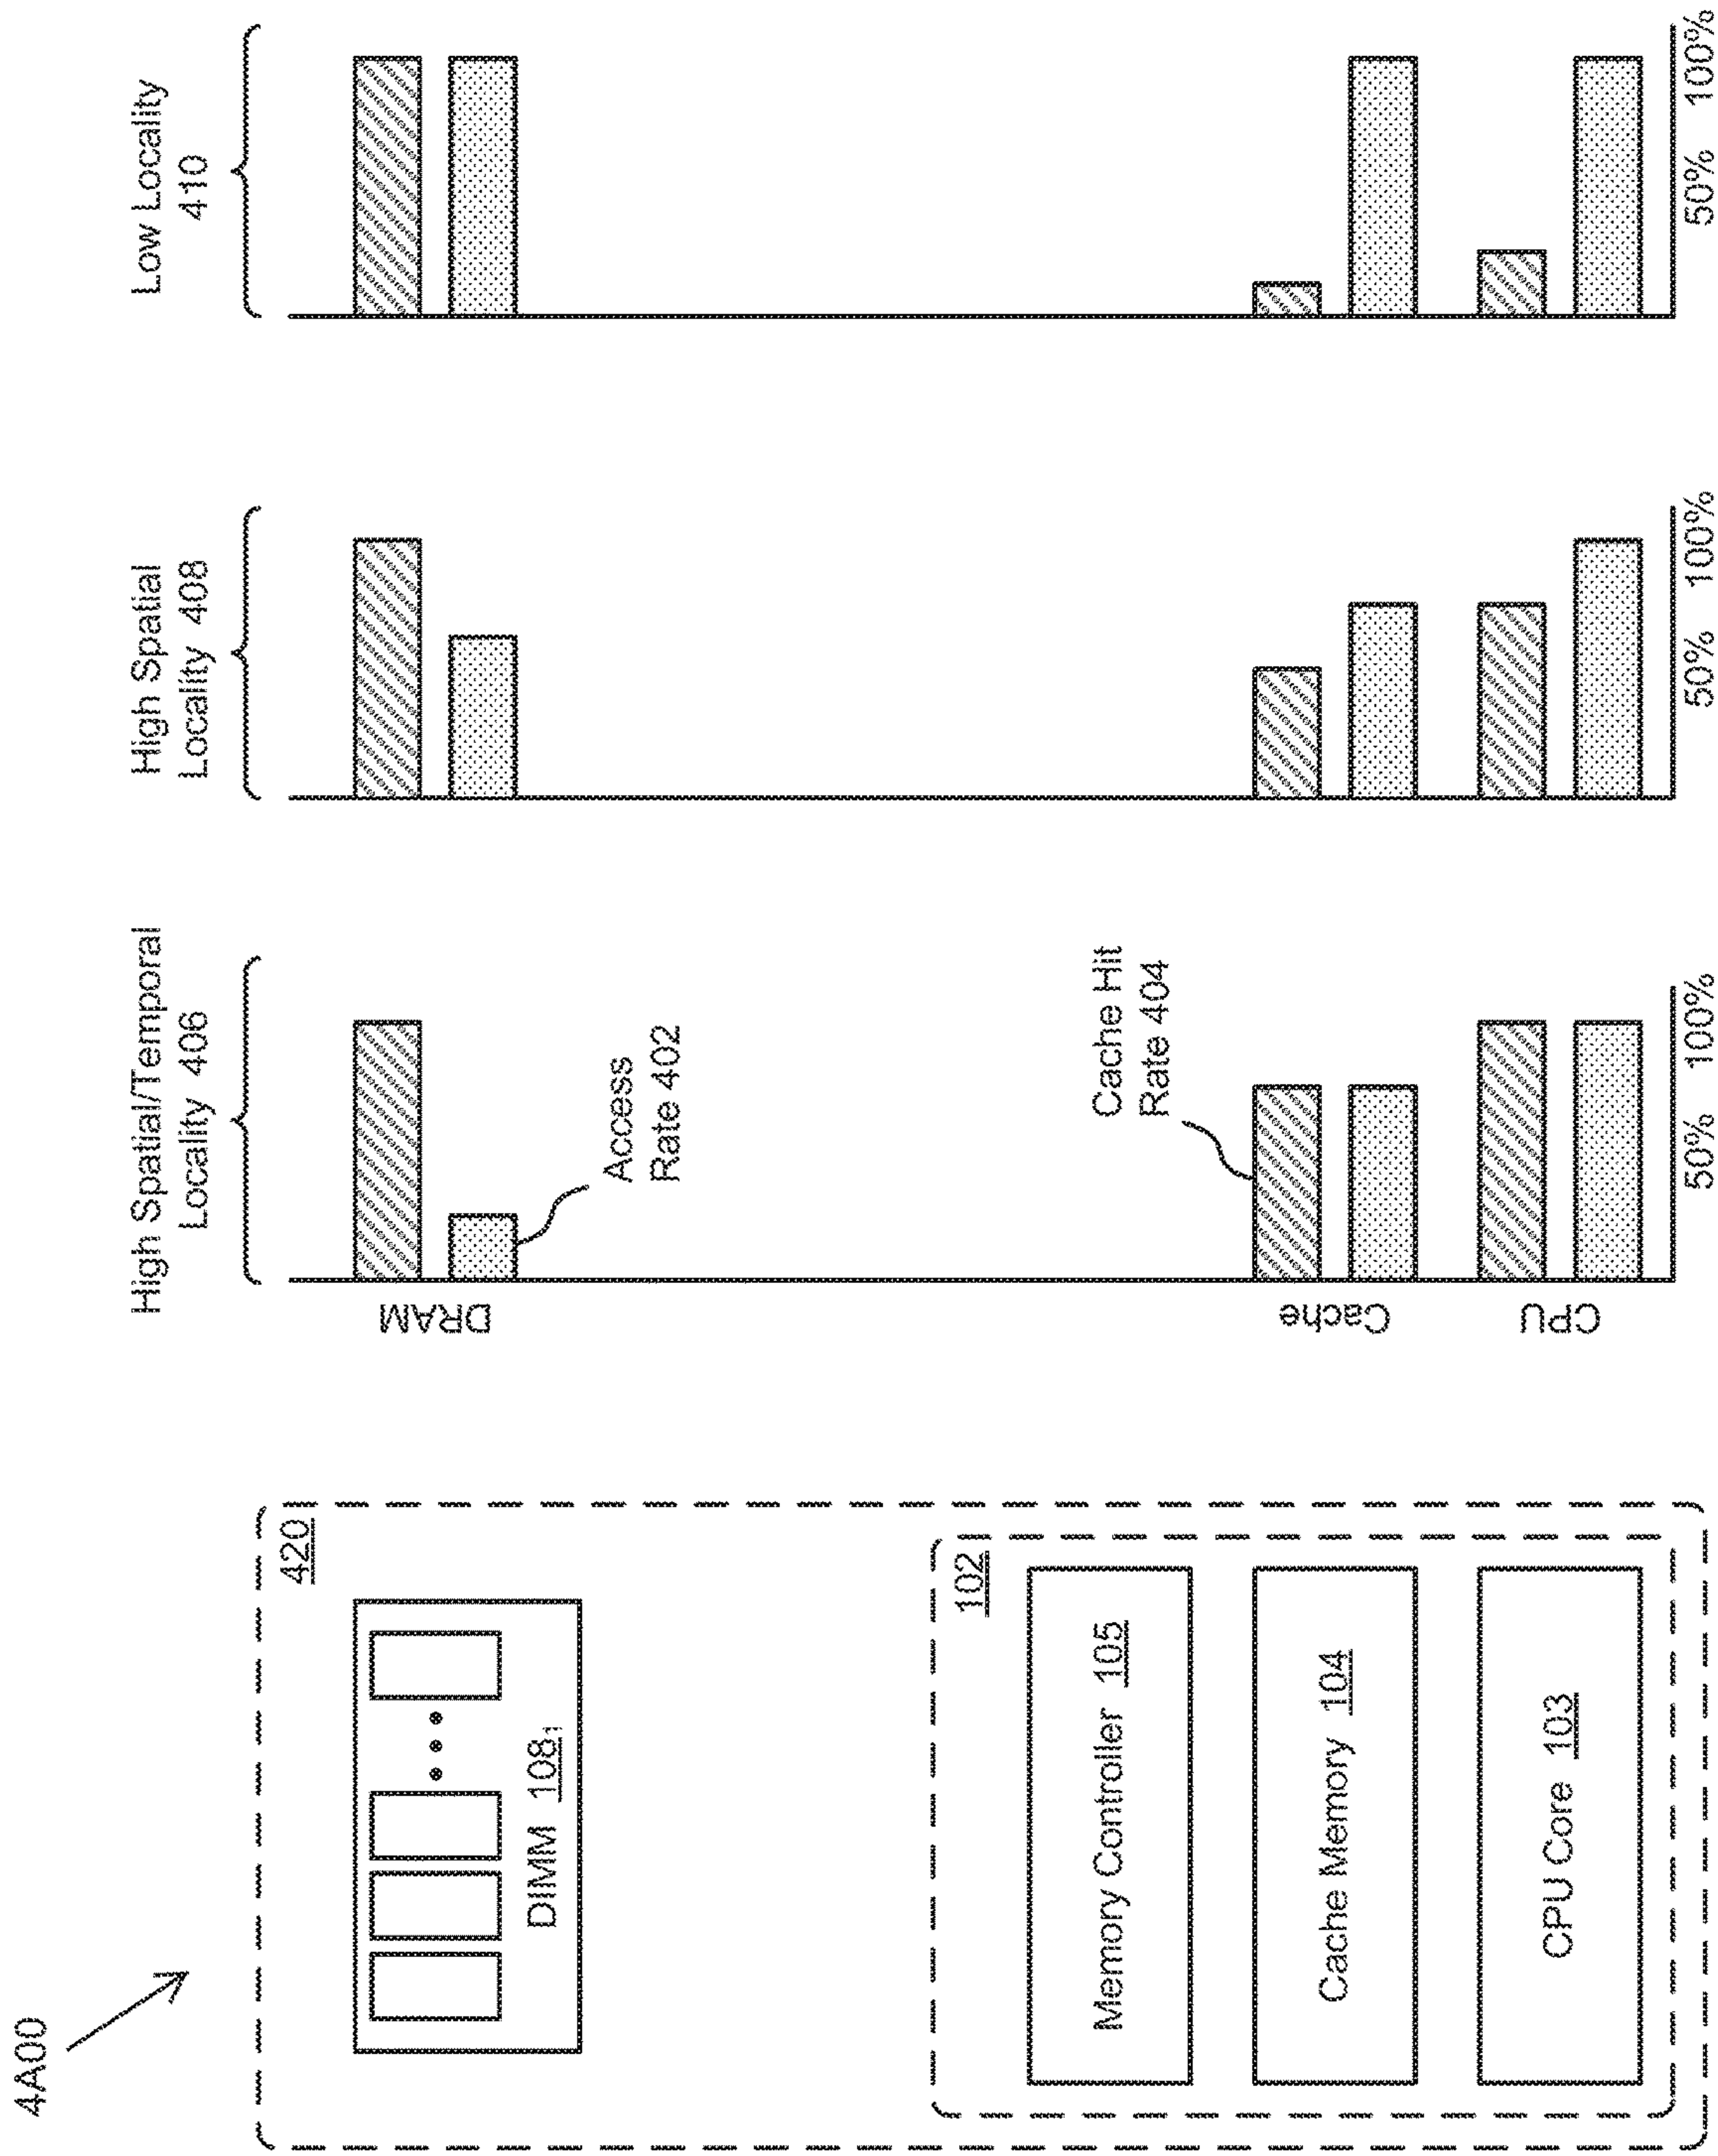 4A00
420
DIMM 108₁
102
Memory Controller 105
Cache Memory 104
CPU Core 103
High Spatial/Temporal
Locality 406
High Spatial
Locality 408
Low Locality
410
DRAM
Access
Rate 402
Cache Hit
Rate 404
Cache
CPU
50% 100%
50% 100%
50% 100%